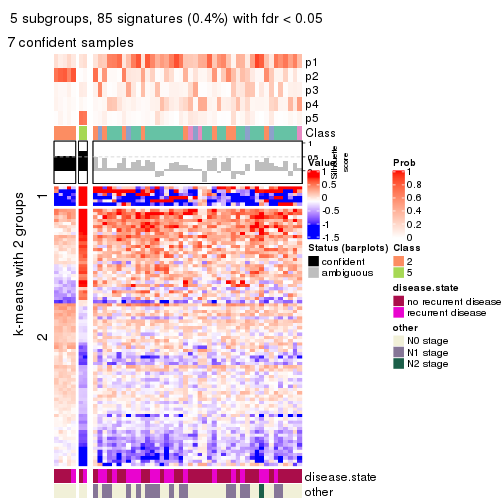 5 subgroups, 85 signatures (0.4%) with fdr < 0.05
7 confident samples
p1
p2
p3
p4
p5
Class
1
0.5
0
Silhouette
score
k-means with 2 groups
1
2
Value
1
0.5
0
-0.5
-1
-1.5
Prob
1
0.8
0.6
0.4
0.2
0
Status (barplots)
confident
ambiguous
Class
2
5
disease.state
no recurrent disease
recurrent disease
other
N0 stage
N1 stage
N2 stage
disease.state
other